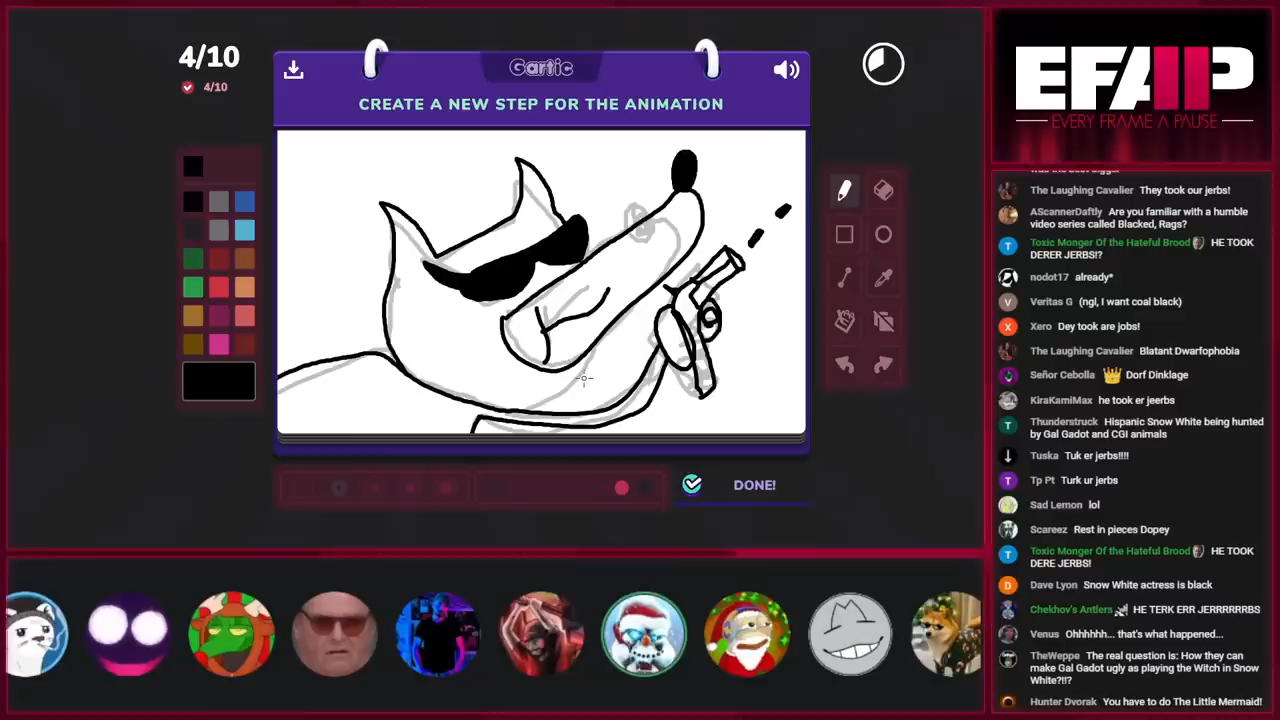 4/10
4/10
Gartic
CREATE A NEW STEP FOR THE ANIMATION
DONE!
EFAP
EVERY FRAME A PAUSE
The Laughing Cavalier They took our jerbs!
AScannerDaftly Are you familiar with a humble
video series called Blacked, Rags?
Toxic Monger Of the Hateful Brood HE TOOK
DERER JERBS!?
nodot17 already*
Veritas G (ngl, I want coal black)
Xero Dey took are jobs!
The Laughing Cavalier Blatant Dwarfophobia
Señor Cebolla Dorf Dinklage
KiraKamiMax he took er jeerbs
Thunderstruck Hispanic Snow White being hunted
by Gal Gadot and CGI animals
Tuska Tuk er jerbs!!!!
Tp Pt Turk ur jerbs
Sad Lemon lol
Scareez Rest in pieces Dopey
Toxic Monger Of the Hateful Brood HE TOOK
DERE JERBS!
Dave Lyon Snow White actress is black
Chekhov's Antlers HE TERK ERR JERRRRRRBS
Venus Ohhhhh... that's what happened...
TheWeppe The real question is: How they can
make Gal Gadot ugly as playing the Witch in Snow
White?!!?
Hunter Dvorak You have to do The Little Mermaid!